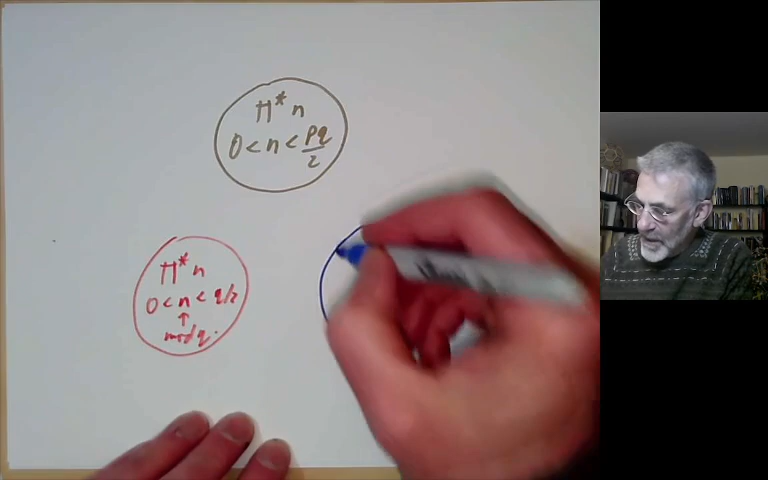 Π* n
0 < n < pq/2
Π* n
0 < n < q/2
↑
mod q.